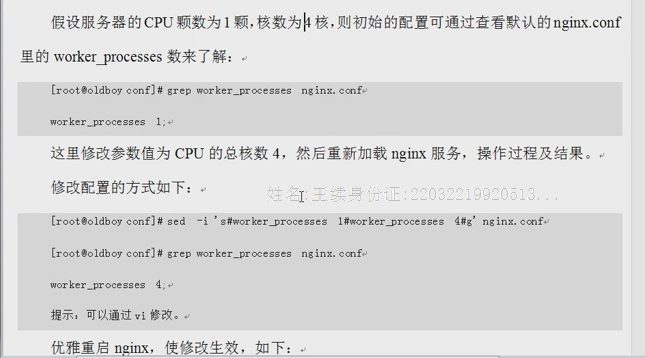 假设服务器的CPU颗数为1颗，核数为4核，则初始的配置可通过查看默认的nginx.conf
里的 worker_processes 数来了解：
[root@oldboy conf]# grep worker_processes nginx.conf
worker_processes 1;
这里修改参数值为 CPU 的总核数 4，然后重新加载 nginx 服务，操作过程及结果。
修改配置的方式如下：
姓名:王续身份证:22032219920513...
[root@oldboy conf]# sed -i 's#worker_processes 1#worker_processes 4#g' nginx.conf
[root@oldboy conf]# grep worker_processes nginx.conf
worker_processes 4;
提示：可以通过vi修改。
优雅重启 nginx，使修改生效，如下：